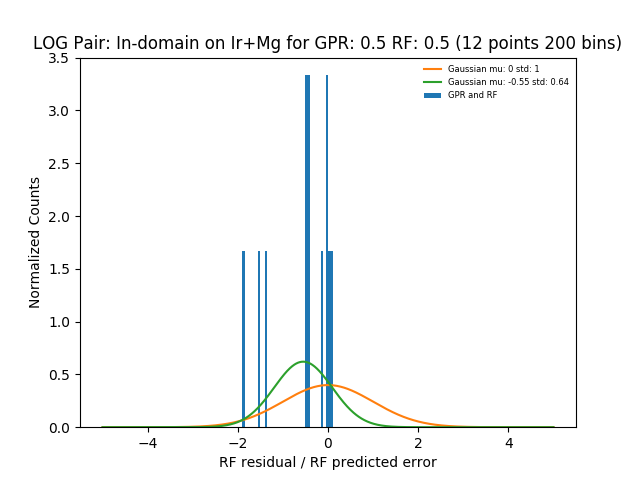 LOG Pair: In-domain on Ir+Mg for GPR: 0.5 RF: 0.5 (12 points 200 bins)
3.5
3.0
2.5
2.0
1.5
1.0
0.5
0.0
Normalized Counts
Gaussian mu: 0 std: 1
Gaussian mu: -0.55 std: 0.64
GPR and RF
−4 −2 0 2 4
RF residual / RF predicted error